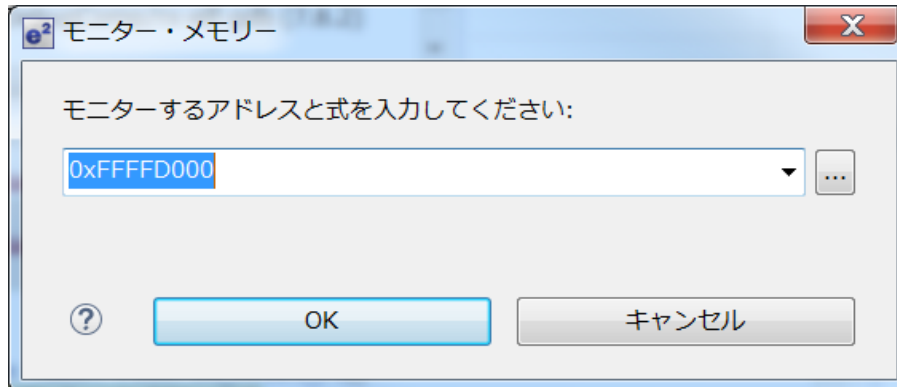 e² モニター・メモリー
モニターするアドレスと式を入力してください:
0xFFFFD000
...
?
OK
キャンセル